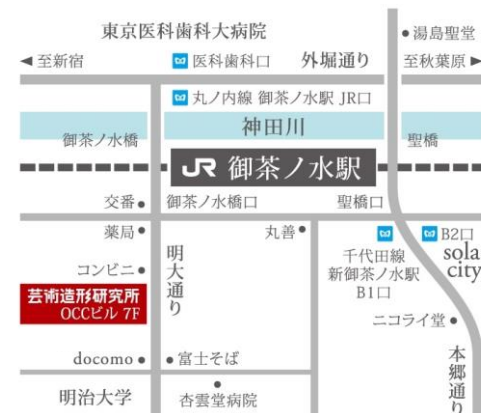 東京医科歯科大病院
●湯島聖堂
◀至新宿
医科歯科口
外堀通り
至秋葉原▶
丸ノ内線 御茶ノ水駅 JR口
神田川
御茶ノ水橋
聖橋
JR 御茶ノ水駅
交番●
御茶ノ水橋口
聖橋口
薬局●
丸善●
B2口
明大通り
千代田線
新御茶ノ水駅
B1口
sola
city
コンビニ●
芸術造形研究所
OCCビル 7F
ニコライ堂●
docomo●
●富士そば
本郷通り
明治大学
●
杏雲堂病院